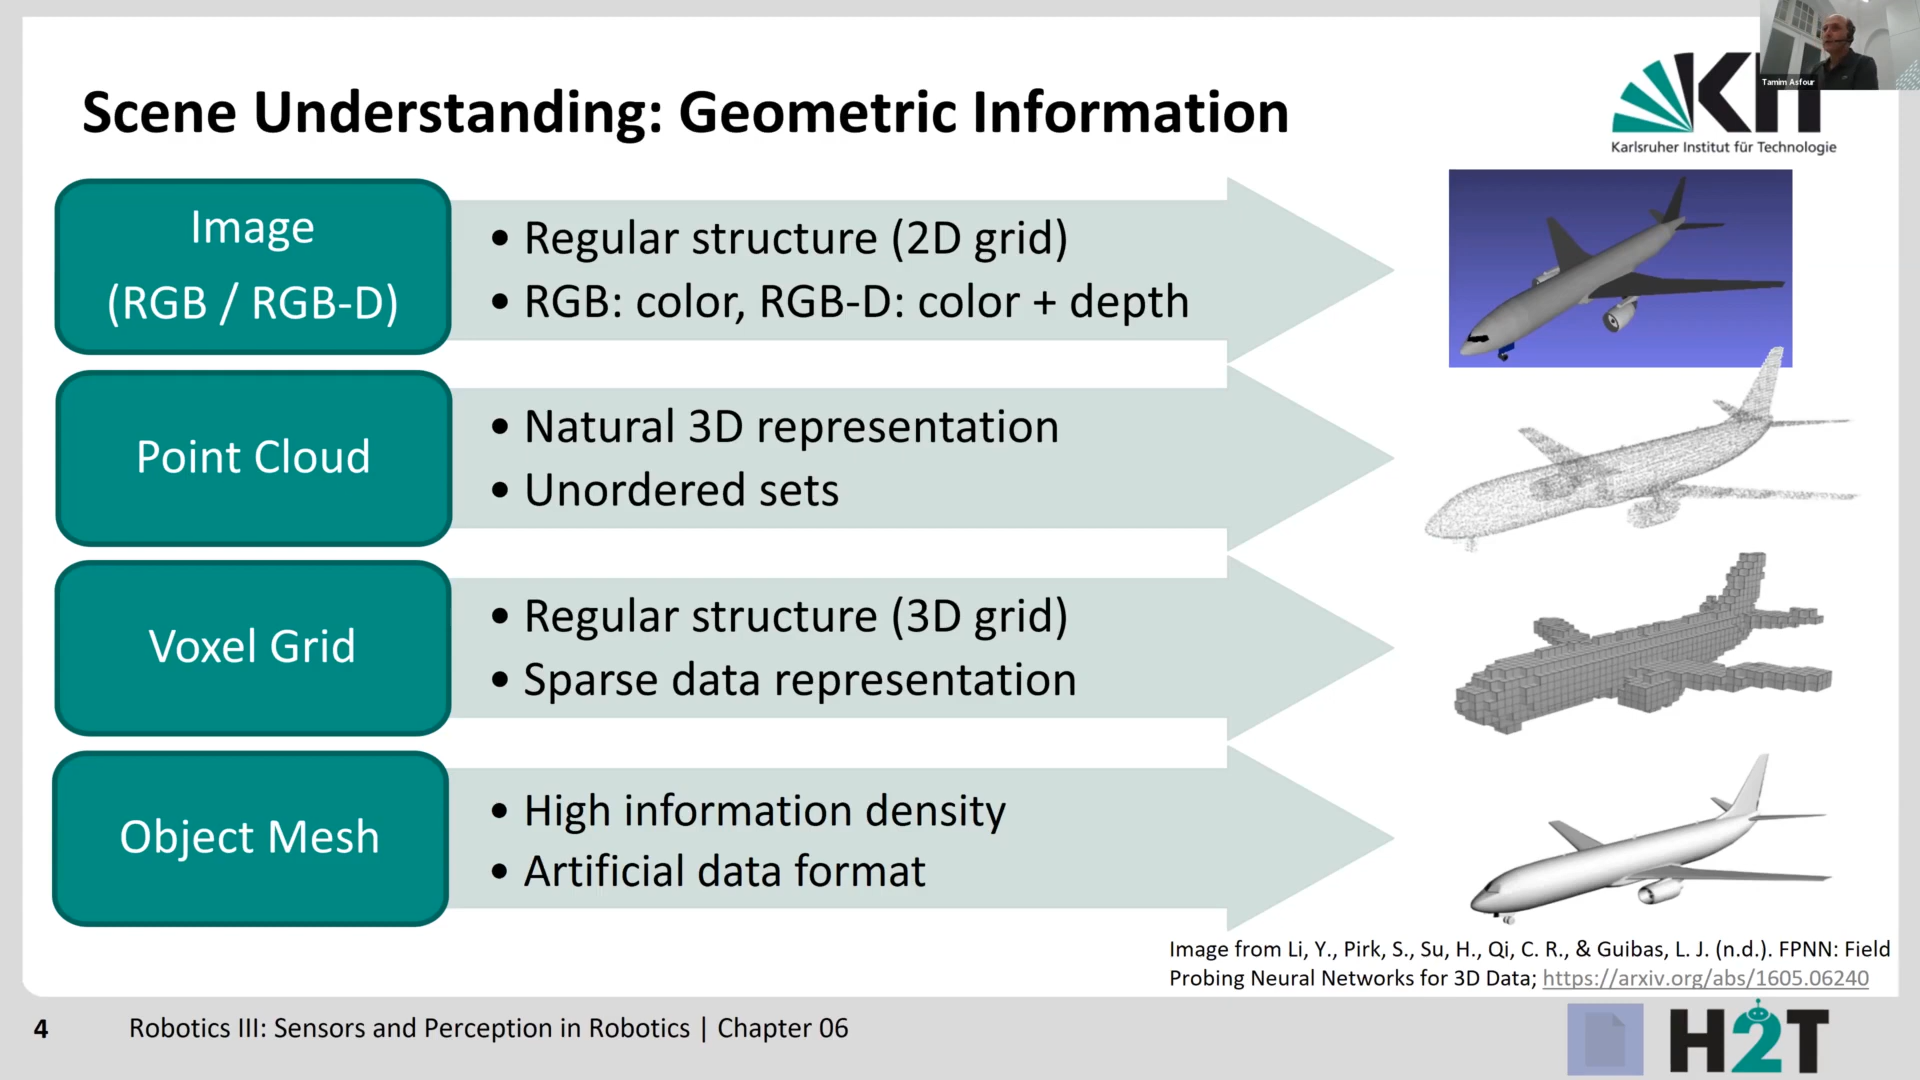 Tamim Asfour
Scene Understanding: Geometric Information
Karlsruher Institut für Technologie
Image
(RGB / RGB-D)
• Regular structure (2D grid)
• RGB: color, RGB-D: color + depth
Point Cloud
• Natural 3D representation
• Unordered sets
Voxel Grid
• Regular structure (3D grid)
• Sparse data representation
Object Mesh
• High information density
• Artificial data format
Image from Li, Y., Pirk, S., Su, H., Qi, C. R., & Guibas, L. J. (n.d.). FPNN: Field
Probing Neural Networks for 3D Data; https://arxiv.org/abs/1605.06240
4 Robotics III: Sensors and Perception in Robotics | Chapter 06
H2T